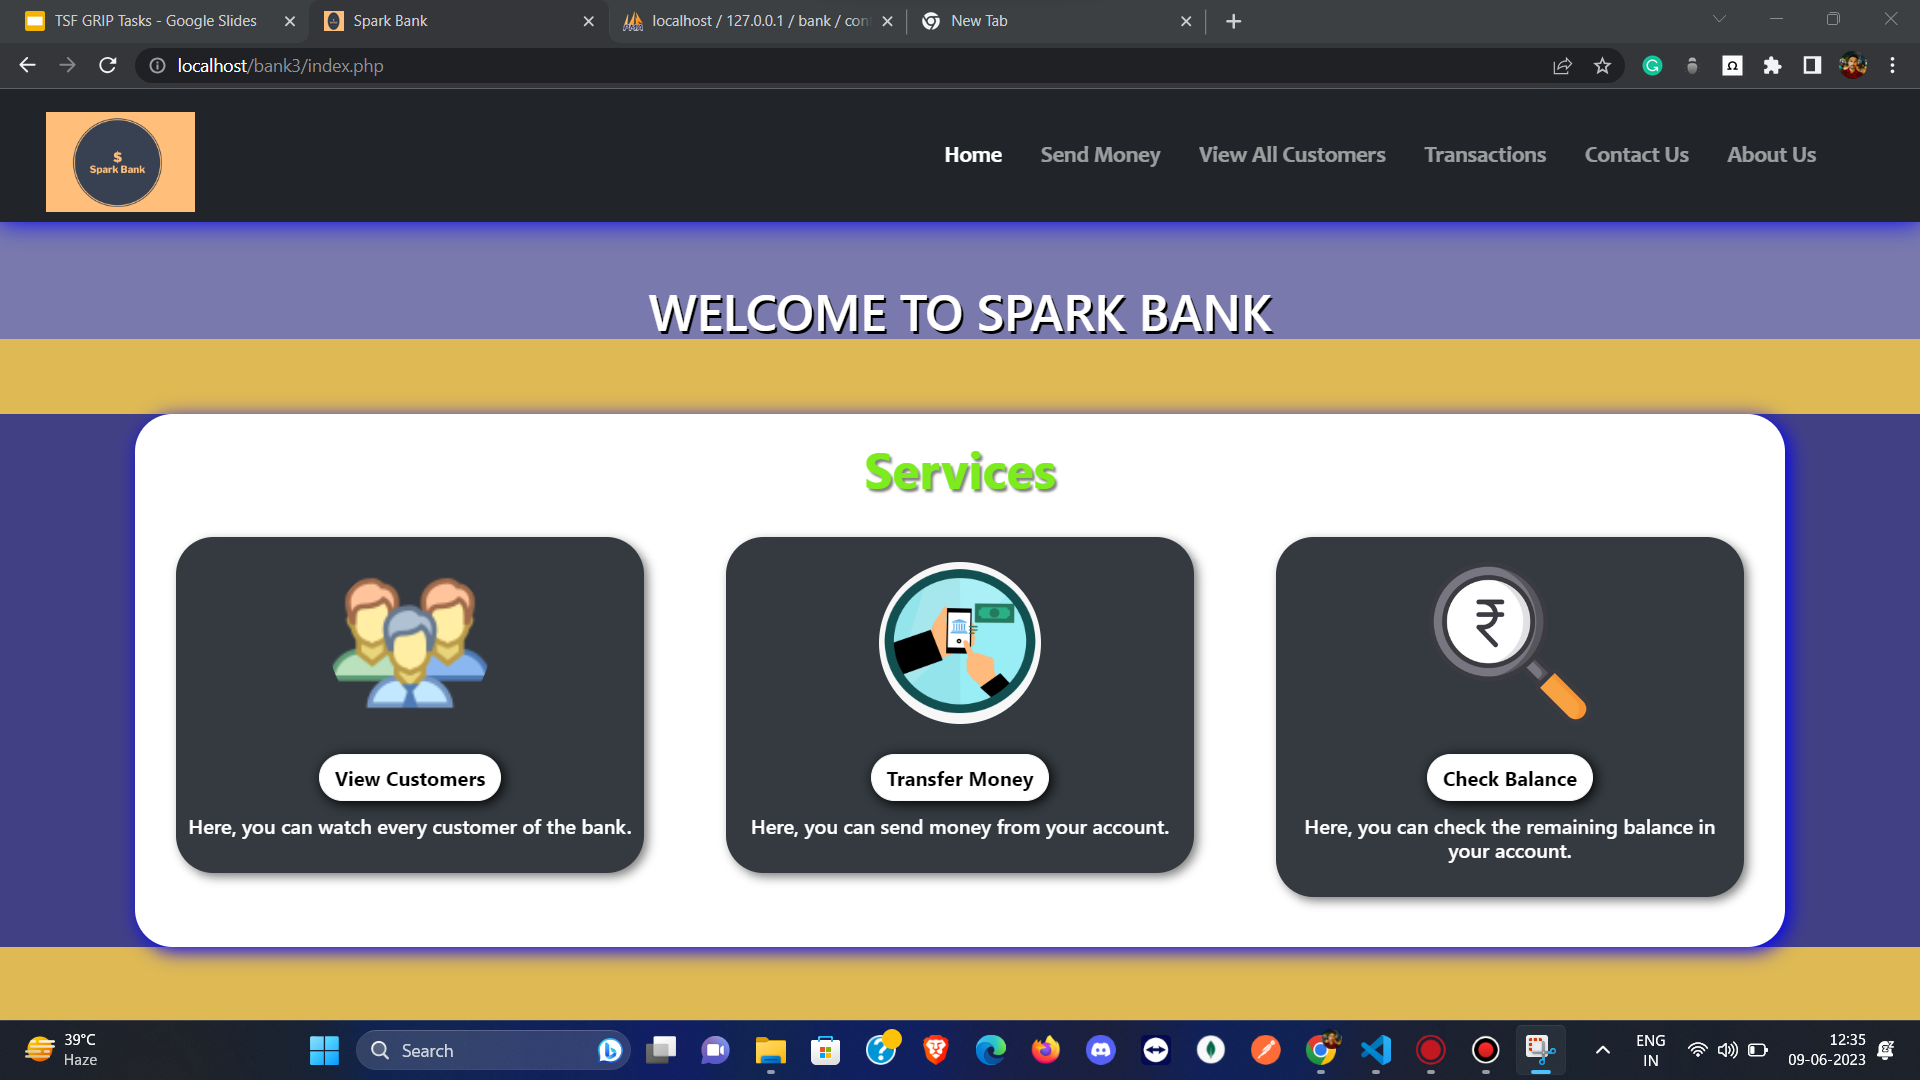 TSF GRIP Tasks - Google Slides
Spark Bank
localhost / 127.0.0.1 / bank / con
New Tab
localhost/bank3/index.php
$
Spark Bank
Home
Send Money
View All Customers
Transactions
Contact Us
About Us
WELCOME TO SPARK BANK
Services
View Customers
Here, you can watch every customer of the bank.
Transfer Money
Here, you can send money from your account.
₹
Check Balance
Here, you can check the remaining balance in
your account.
39°C
Haze
Search
ENG
IN
12:35
09-06-2023